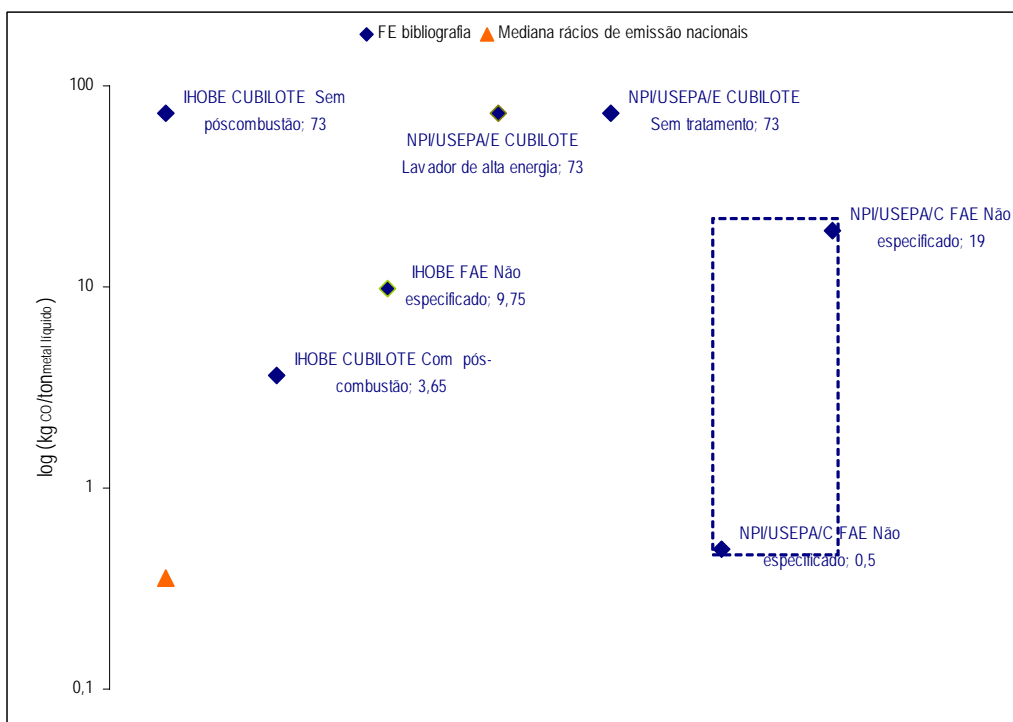 FE bibliografia Mediana rácios de emissão nacionais
100
10
1
0,1
log (kg CO/ton metal líquido)
IHOBE CUBILOTE Sem
póscombustão; 73
NPI/USEPA/E CUBILOTE
Lavador de alta energia; 73
NPI/USEPA/E CUBILOTE
Sem tratamento; 73
NPI/USEPA/C FAE Não
especificado; 19
IHOBE FAE Não
especificado; 9,75
IHOBE CUBILOTE Com pós-
combustão; 3,65
NPI/USEPA/C FAE Não
especificado; 0,5